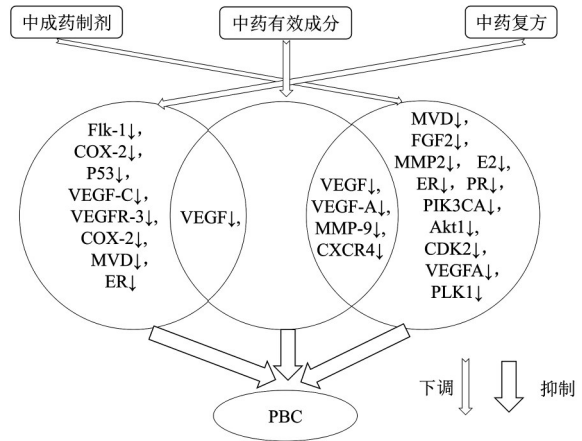 中成药制剂
中药有效成分
中药复方
Flk-1↓,
COX-2↓,
P53↓,
VEGF-C↓,
VEGFR-3↓,
COX-2↓,
MVD↓,
ER↓
VEGF↓,
VEGF↓,
VEGF-A↓,
MMP-9↓,
CXCR4↓
MVD↓,
FGF2↓,
MMP2↓, E2↓,
ER↓, PR↓,
PIK3CA↓,
Akt1↓,
CDK2↓,
VEGFA↓,
PLK1↓
PBC
下调
抑制